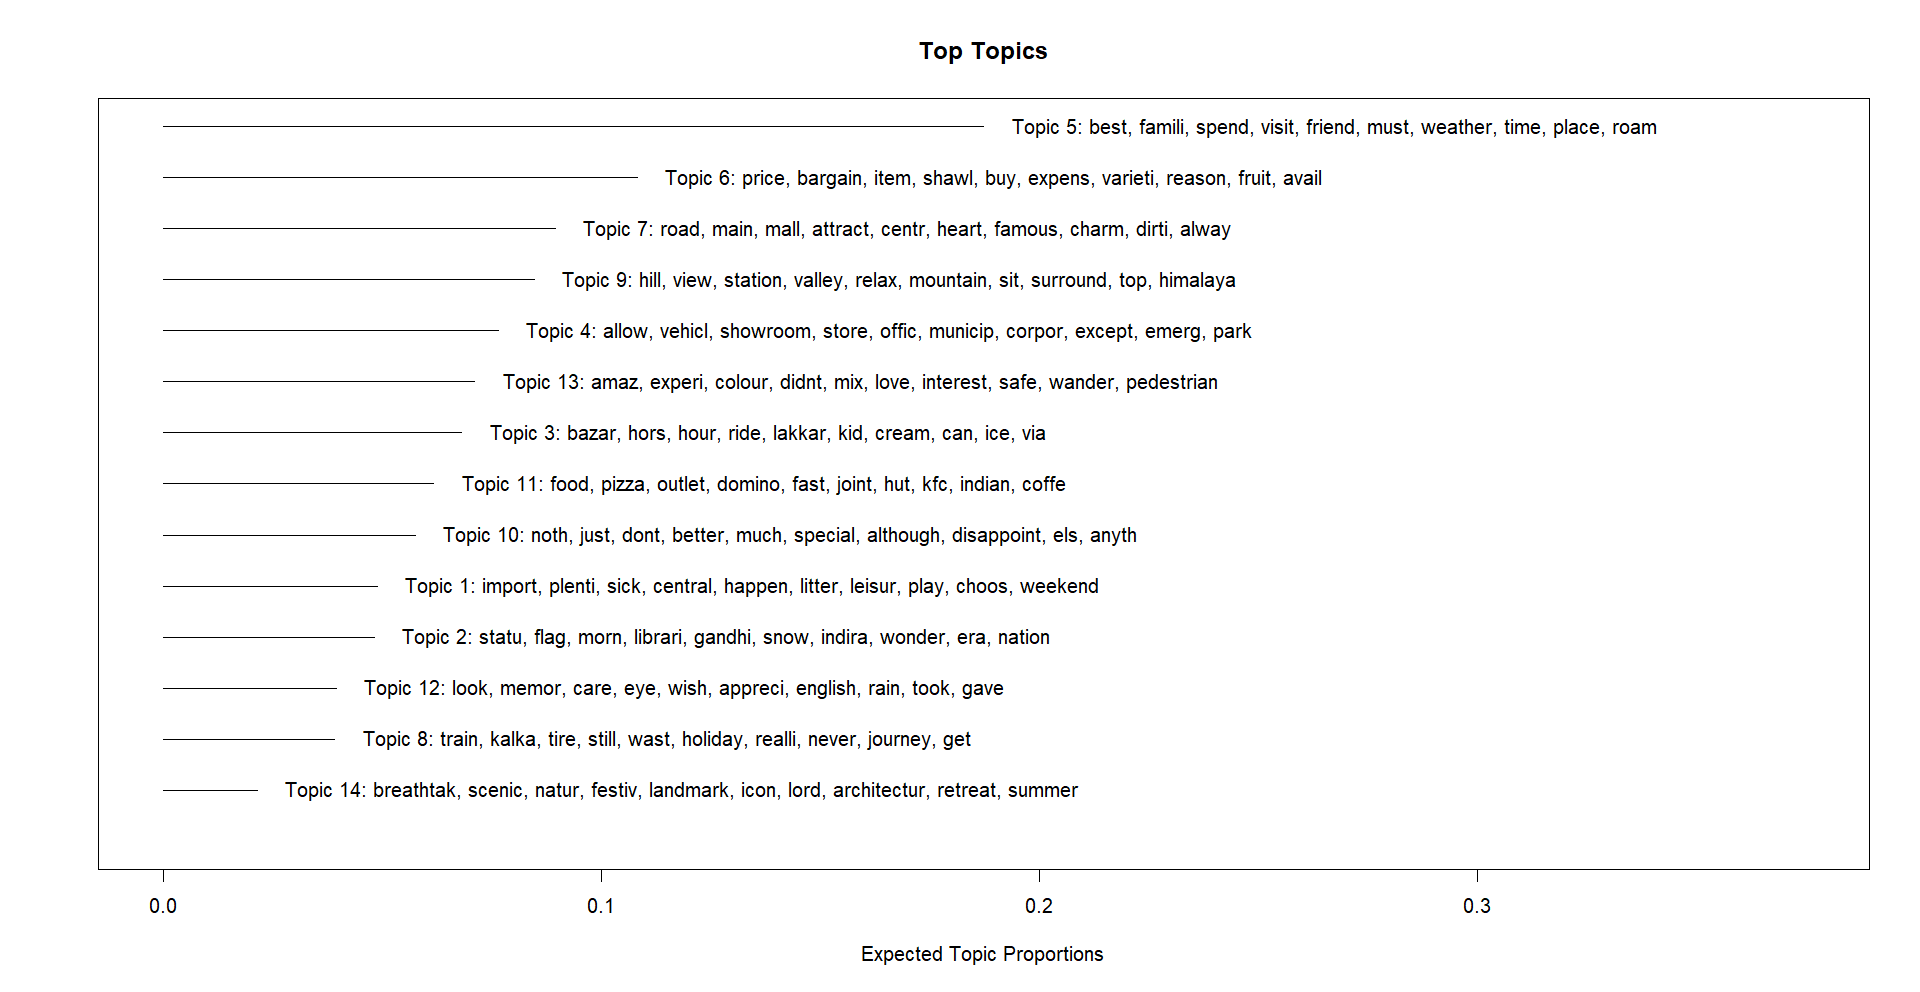 Top Topics
Topic 5: best, famili, spend, visit, friend, must, weather, time, place, roam
Topic 6: price, bargain, item, shawl, buy, expens, varieti, reason, fruit, avail
Topic 7: road, main, mall, attract, centr, heart, famous, charm, dirti, alway
Topic 9: hill, view, station, valley, relax, mountain, sit, surround, top, himalaya
Topic 4: allow, vehicl, showroom, store, offic, municip, corpor, except, emerg, park
Topic 13: amaz, experi, colour, didnt, mix, love, interest, safe, wander, pedestrian
Topic 3: bazar, hors, hour, ride, lakkar, kid, cream, can, ice, via
Topic 11: food, pizza, outlet, domino, fast, joint, hut, kfc, indian, coffe
Topic 10: noth, just, dont, better, much, special, although, disappoint, els, anyth
Topic 1: import, plenti, sick, central, happen, litter, leisur, play, choos, weekend
Topic 2: statu, flag, morn, librari, gandhi, snow, indira, wonder, era, nation
Topic 12: look, memor, care, eye, wish, appreci, english, rain, took, gave
Topic 8: train, kalka, tire, still, wast, holiday, realli, never, journey, get
Topic 14: breathtak, scenic, natur, festiv, landmark, icon, lord, architectur, retreat, summer
0.0 0.1 0.2 0.3
Expected Topic Proportions